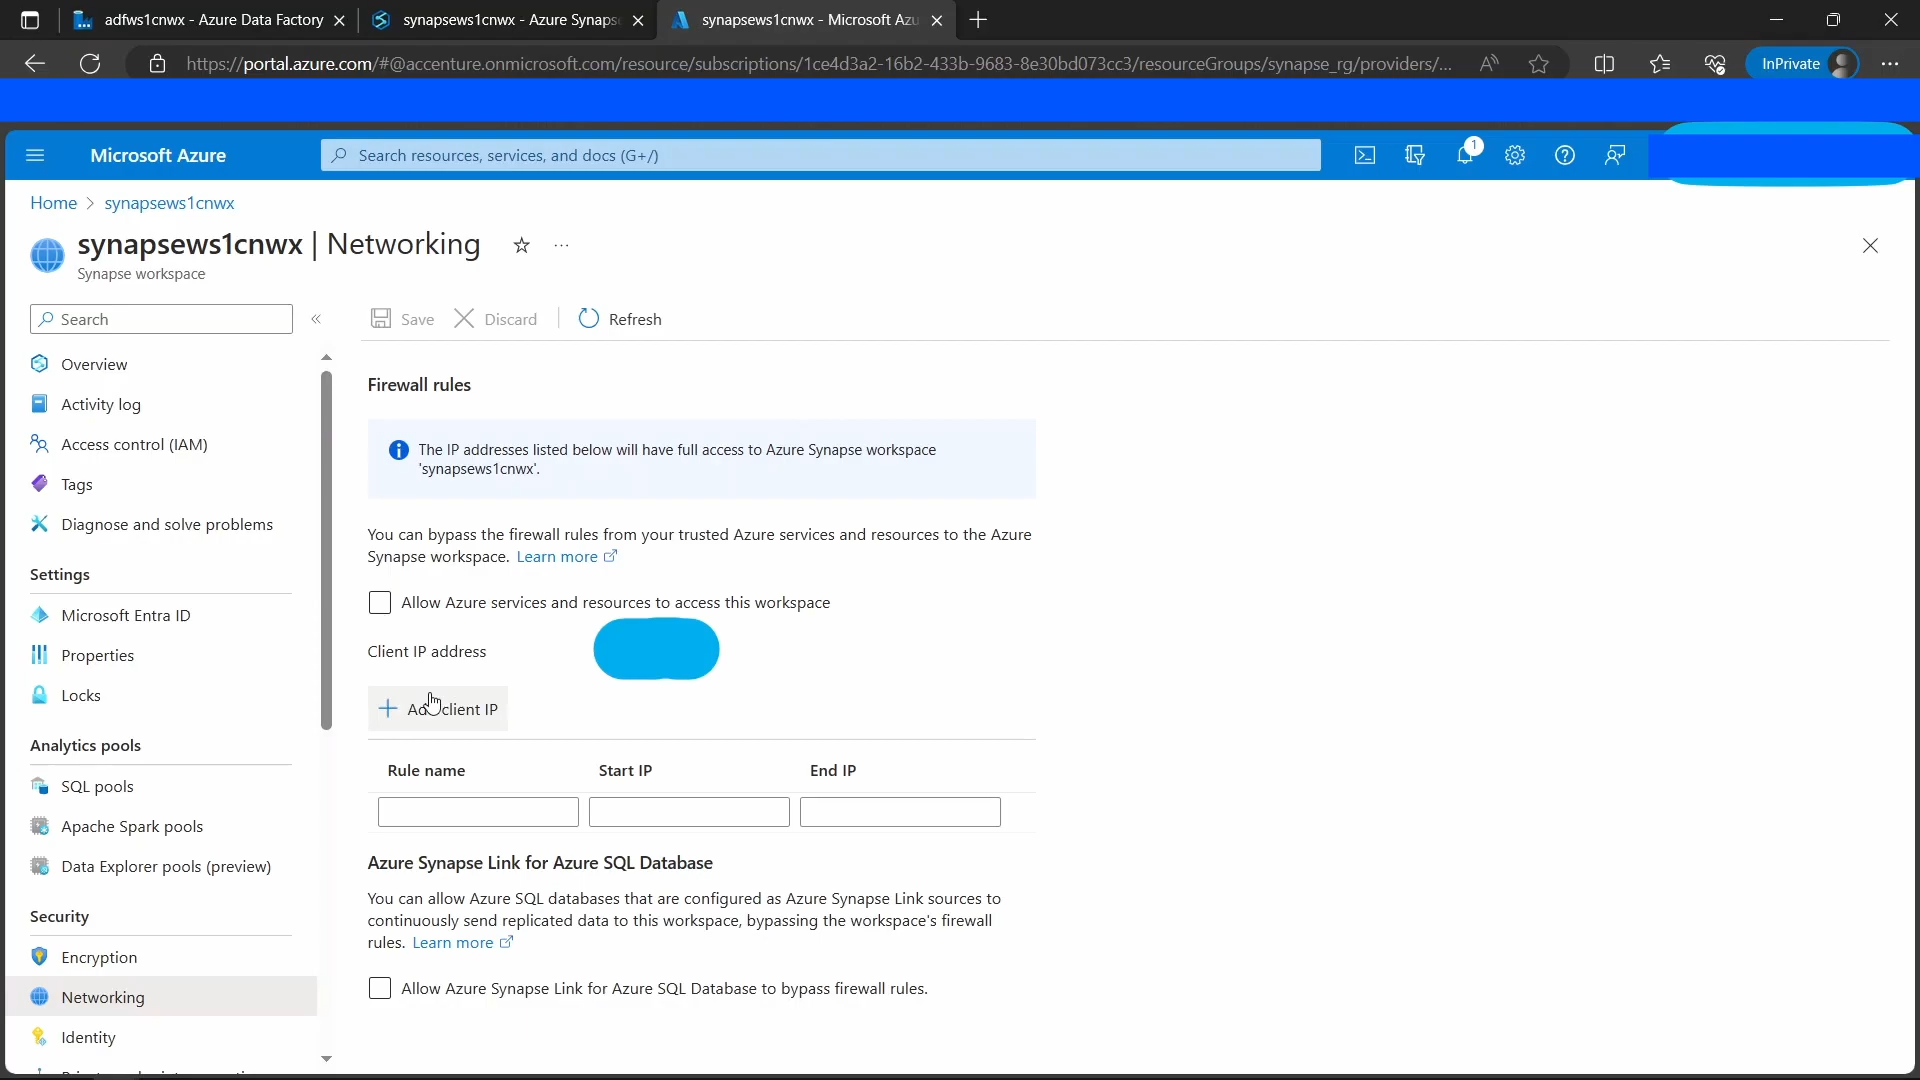 adfws1cnwx - Azure Data Factory
synapsews1cnwx - Azure Synaps
synapsews1cnwx - Microsoft Azu
https://portal.azure.com/#@accenture.onmicrosoft.com/resource/subscriptions/1ce4d3a2-16b2-433b-9683-8e30bd073cc3/resourceGroups/synapse_rg/providers/...
InPrivate
Microsoft Azure
Search resources, services, and docs (G+/)
1
Home > synapsews1cnwx
synapsews1cnwx | Networking
Synapse workspace
Search
Overview
Activity log
Access control (IAM)
Tags
Diagnose and solve problems
Settings
Microsoft Entra ID
Properties
Locks
Analytics pools
SQL pools
Apache Spark pools
Data Explorer pools (preview)
Security
Encryption
Networking
Identity
Save
Discard
Refresh
Firewall rules
The IP addresses listed below will have full access to Azure Synapse workspace
'synapsews1cnwx'.
You can bypass the firewall rules from your trusted Azure services and resources to the Azure
Synapse workspace. Learn more
Allow Azure services and resources to access this workspace
Client IP address
Add client IP
Rule name
Start IP
End IP
Azure Synapse Link for Azure SQL Database
You can allow Azure SQL databases that are configured as Azure Synapse Link sources to
continuously send replicated data to this workspace, bypassing the workspace's firewall
rules. Learn more
Allow Azure Synapse Link for Azure SQL Database to bypass firewall rules.